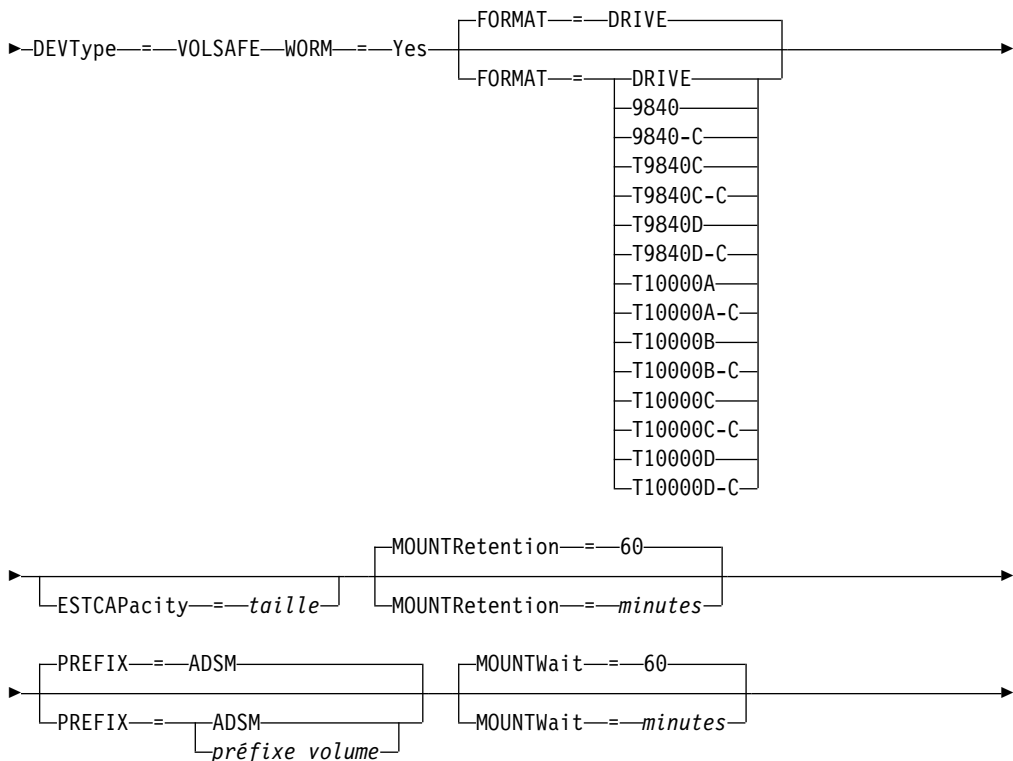 FORMAT = DRIVE
DEVType = VOLSAFE WORM = Yes
FORMAT = DRIVE
9840
9840-C
T9840C
T9840C-C
T9840D
T9840D-C
T10000A
T10000A-C
T10000B
T10000B-C
T10000C
T10000C-C
T10000D
T10000D-C
MOUNTRetention = 60
ESTCAPacity = taille
MOUNTRetention = minutes
PREFIX = ADSM
MOUNTWait = 60
PREFIX = ADSM
MOUNTWait = minutes
préfixe volume